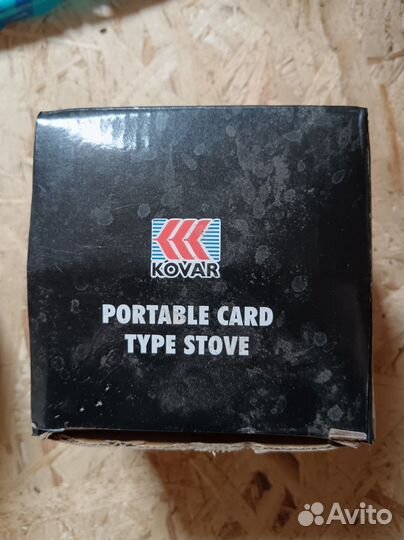 KOVAR
PORTABLE CARD
TYPE STOVE
Avito